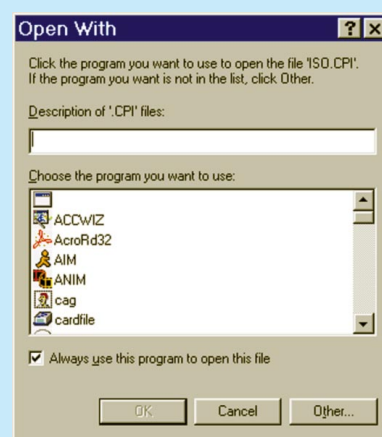 Open With
Click the program you want to use to open the file 'ISO.CPI'.
If the program you want is not in the list, click Other.
Description of '.CPI' files:
Choose the program you want to use:
ACCWIZ
AcroRd32
AIM
ANIM
cag
cardfile
Always use this program to open this file
OK
Cancel
Other...